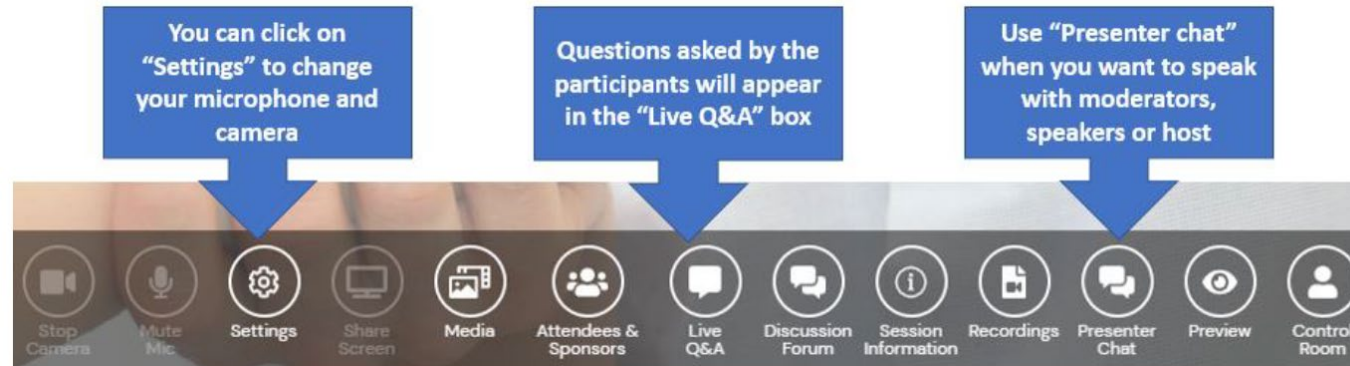 You can click on
“Settings” to change
your microphone and
camera
Questions asked by the
participants will appear
in the “Live Q&A” box
Use “Presenter chat”
when you want to speak
with moderators,
speakers or host
Stop
Camera
Mute
Mic
Settings
Share
Screen
Media
Attendees &
Sponsors
Live
Q&A
Discussion
Forum
Session
Information
Recordings
Presenter
Chat
Preview
Control
Room